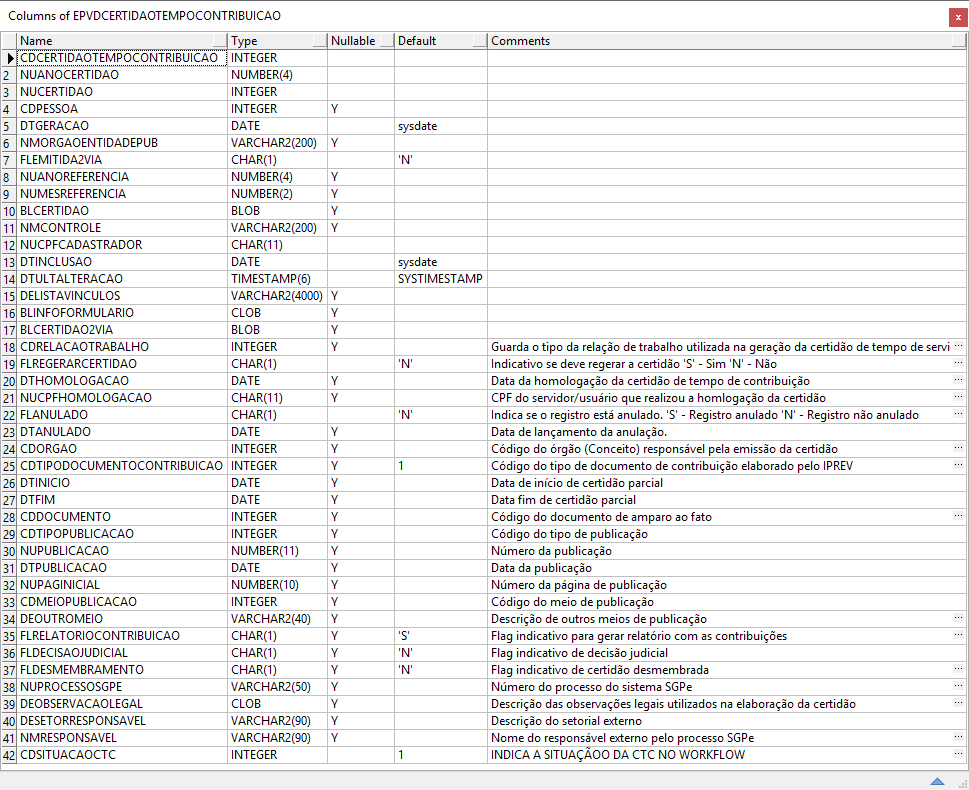 Columns of EPVDCERTIDAOTEMPOCONTRIBUICAO
x
Name Type Nullable Default Comments
CDCERTIDAOTEMPOCONTRIBUICAO INTEGER
2 NUANOCERTIDAO NUMBER(4)
3 NUCERTIDAO INTEGER
4 CDPESSOA INTEGER Y
5 DTGERACAO DATE sysdate
6 NMORGAOENTIDADEPUB VARCHAR2(200) Y
7 FLEMITIDA2VIA CHAR(1) 'N'
8 NUANOREFERENCIA NUMBER(4) Y
9 NUMESREFERENCIA NUMBER(2) Y
10 BLCERTIDAO BLOB Y
11 NMCONTROLE VARCHAR2(200) Y
12 NUCPFCADASTRADOR CHAR(11)
13 DTINCLUSAO DATE sysdate
14 DTULTALTERACAO TIMESTAMP(6) SYSTIMESTAMP
15 DELISTAVINCULOS VARCHAR2(4000) Y
16 BLINFOFORMULARIO CLOB Y
17 BLCERTIDAO2VIA BLOB Y
18 CDRELACAOTRABALHO INTEGER Y Guarda o tipo da relação de trabalho utilizada na geração da certidão de tempo de servi ...
19 FLREGERARCERTIDAO CHAR(1) 'N' Indicativo se deve regerar a certidão 'S' - Sim 'N' - Não ...
20 DTHOMOLOGACAO DATE Y Data da homologação da certidão de tempo de contribuição ...
21 NUCPFHOMOLOGACAO CHAR(11) Y CPF do servidor/usuário que realizou a homlogação da certidão ...
22 FLANULADO CHAR(1) 'N' Indica se o registro está anulado. 'S' - Registro anulado 'N' - Registro não anulado ...
23 DTANULADO DATE Y Data de lançamento da anulação.
24 CDORGAO INTEGER Y Código do órgão (Conceito) responsável pela emissão da certidão ...
25 CDTIPODOCUMENTOCONTRIBUICAO INTEGER Y 1 Código do tipo de documento de contribuição elaborado pelo IPREV ...
26 DTINICIO DATE Y Data de início de certidão parcial
27 DTFIM DATE Y Data fim de certidão parcial
28 CDDOCUMENTO INTEGER Y Código do documento de amparo ao fato ...
29 CDTIPOPUBLICACAO INTEGER Y Código do tipo de publicação
30 NUPUBLICACAO NUMBER(11) Y Número da publicação
31 DTPUBLICACAO DATE Y Data da publicação
32 NUPAGINICIAL NUMBER(10) Y Número da página de publicação
33 CDMEIOPUBLICACAO INTEGER Y Código do meio de publicação
34 DEOUTROMEIO VARCHAR2(40) Y Descrição de outros meios de publicação ...
35 FLRELATORIOCONTRIBUICAO CHAR(1) Y 'S' Flag indicativo para gerar relatório com as contribuições ...
36 FLDECISAOJUDICIAL CHAR(1) Y 'N' Flag indicativo de decisão judicial
37 FLDESMEMBRAMENTO CHAR(1) Y 'N' Flag indicativo de certidão desmembrada ...
38 NUPROCESSOSGPE VARCHAR2(50) Y Número do processo do sistema SGPe ...
39 DEOBSERVACAOLEGAL CLOB Y Descrição das observações legais utilizados na elaboração da certidão ...
40 DESETORRESPONSAVEL VARCHAR2(90) Y Descrição do setorial externo
41 NMRESPONSAVEL VARCHAR2(90) Y Nome do responsável externo pelo processo SGPe ...
42 CDSITUACAOCTC INTEGER 1 INDICA A SITUAÇÃOO DA CTC NO WORKFLOW ...